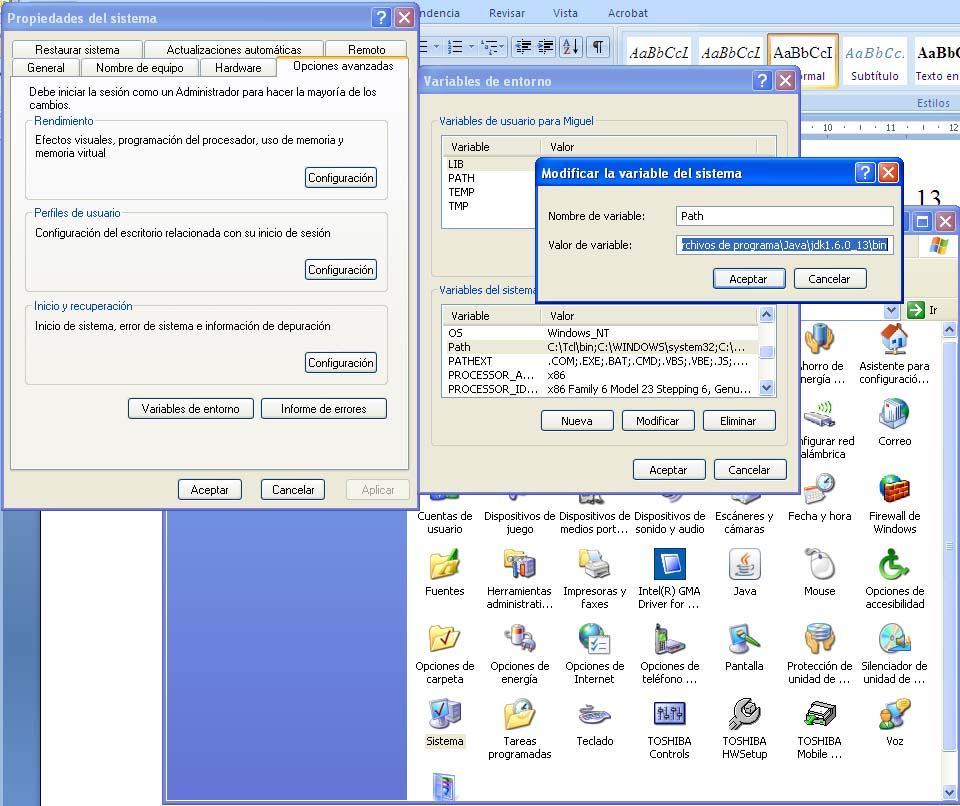 Propiedades del sistema
Restaurar sistema
Actualizaciones automáticas
Remoto
General
Nombre de equipo
Hardware
Opciones avanzadas
Debe iniciar la sesión como un Administrador para hacer la mayoría de los
cambios.
Rendimiento
Efectos visuales, programación del procesador, uso de memoria y
memoria virtual
Configuración
Perfiles de usuario
Configuración del escritorio relacionada con su inicio de sesión
Configuración
Inicio y recuperación
Inicio de sistema, error de sistema e información de depuración
Configuración
Variables de entorno
Informe de errores
Aceptar
Cancelar
Aplicar
ndencia
Revisar
Vista
Acrobat
AaBbCcI
AaBbCcI
AaBbCcI
AaBbCc.
AaBb
mal
Subtítulo
Texto en
Estilos
10
11
12
13
Variables de entorno
Variables de usuario para Miguel
Variable
Valor
LIB
PATH
TEMP
TMP
Modificar la variable del sistema
Nombre de variable:
Path
Valor de variable:
rchivos de programa\Java\jdk1.6.0_13\bin
Aceptar
Cancelar
Variables del sistema
Variable
Valor
OS
Windows_NT
Path
C:\Tcl\bin;C:\WINDOWS\system32;C:\...
PATHEXT
.COM;.EXE;.BAT;.CMD;.VBS;.VBE;.JS;....
PROCESSOR_A...
x86
PROCESSOR_ID...
x86 Family 6 Model 23 Stepping 6, Genu...
Nueva
Modificar
Eliminar
Aceptar
Cancelar
Ir
horro de
nergía ...
Asistente para
configuració...
figurar red
alámbrica
Correo
Cuentas de
usuario
Dispositivos de
juego
Dispositivos de
medios port...
Dispositivos de
sonido y audio
Escáneres y
cámaras
Fecha y hora
Firewall de
Windows
Fuentes
Herramientas
administrati...
Impresoras y
faxes
Intel(R) GMA
Driver for ...
Java
Mouse
Opciones de
accesibilidad
Opciones de
carpeta
Opciones de
energía
Opciones de
Internet
Opciones de
teléfono ...
Pantalla
Protección de
unidad de ...
Silenciador de
unidad de ...
Sistema
Tareas
programadas
Teclado
TOSHIBA
Controls
TOSHIBA
HWSetup
TOSHIBA
Mobile ...
Voz